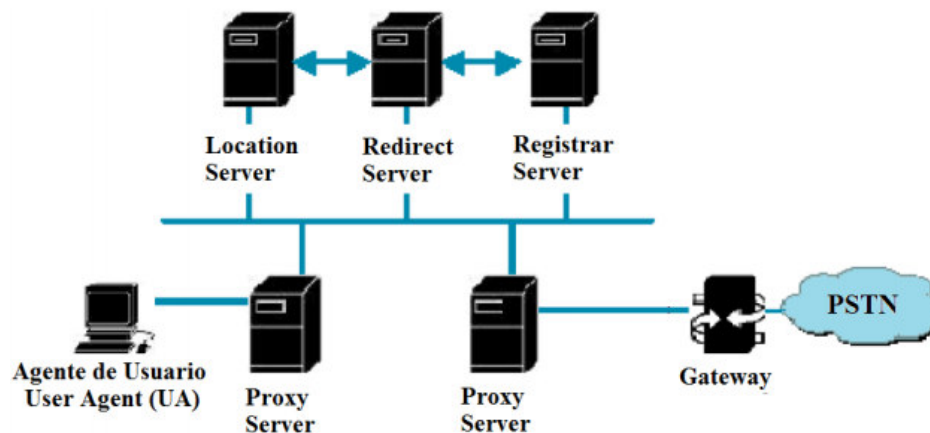 Location
Server
Redirect
Server
Registrar
Server
Agente de Usuario
User Agent (UA)
Proxy
Server
Proxy
Server
Gateway
PSTN